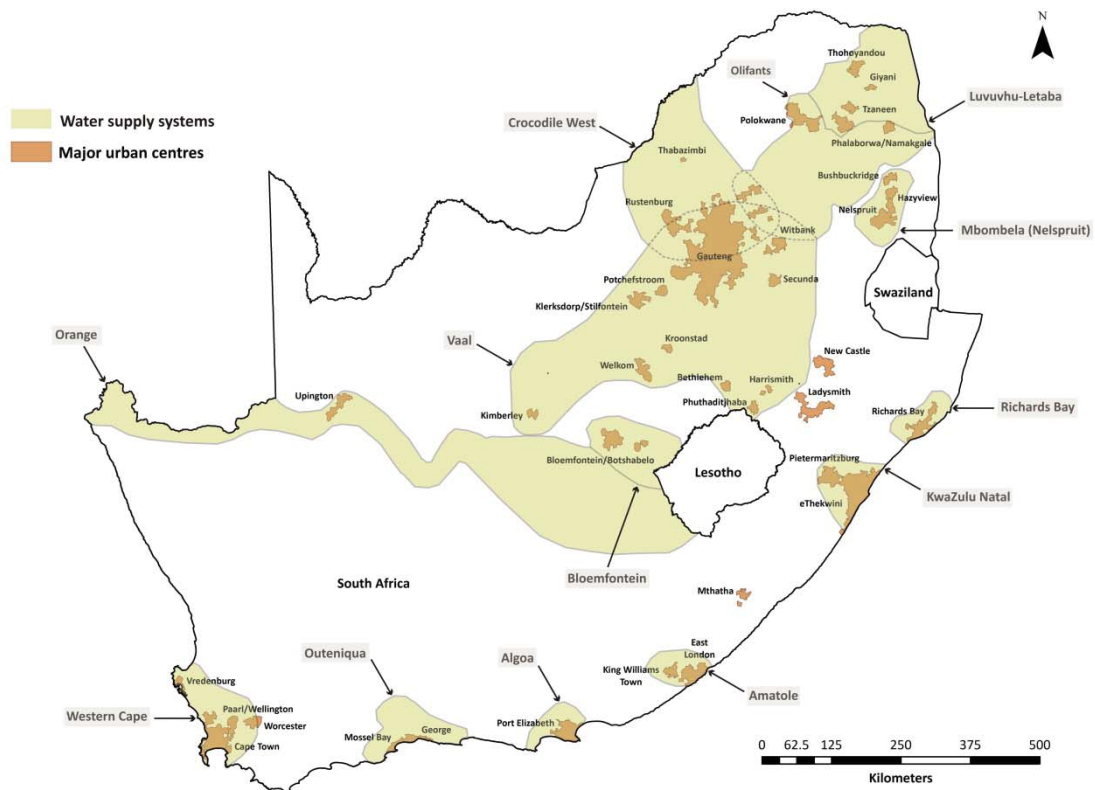 N
Thohoyandou
Olifants
Giyani
Luvuvhu-Letaba
Water supply systems
Tzaneen
Crocodile West
Polokwane
Major urban centres
Phalaborwa/Namakgale
Thabazimbi
Bushbuckridge
Rustenburg
Nelspruit
Hazyview
Mbombela (Nelspruit)
Witbank
Gauteng
Potchefstroom
Secunda
Swaziland
Klerksdorp/Stilfontein
Orange
Vaal
Kroonstad
New Castle
Welkom
Bethlehem
Harrismith
Ladysmith
Upington
Phuthaditjhaba
Kimberley
Richards Bay
Richards Bay
Bloemfontein/Botshabelo
Pietermaritzburg
Lesotho
KwaZulu Natal
eThekwini
Bloemfontein
South Africa
Mthatha
Outeniqua
Algoa
East
London
King Williams
Town
Amatole
Vredenburg
Paarl/Wellington
Western Cape
Worcester
Port Elizabeth
George
Mossel Bay
Cape Town
0 62.5 125 250 375 500
Kilometers